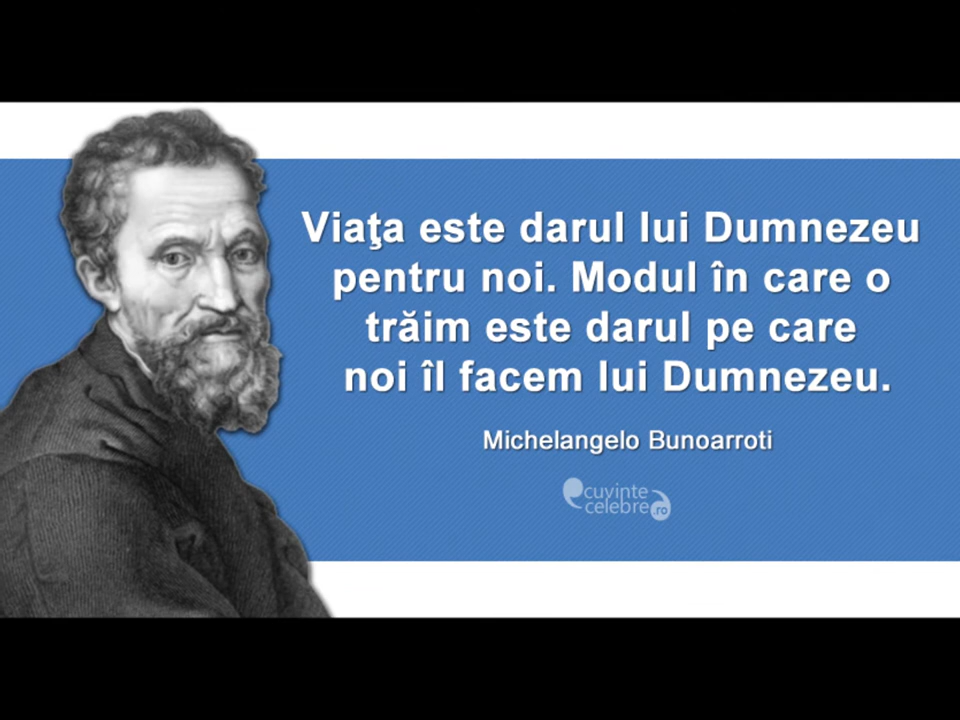 Viaţa este darul lui Dumnezeu
pentru noi. Modul în care o
trăim este darul pe care
noi îl facem lui Dumnezeu.
Michelangelo Bunoarroti
cuvinte
celebre.ro